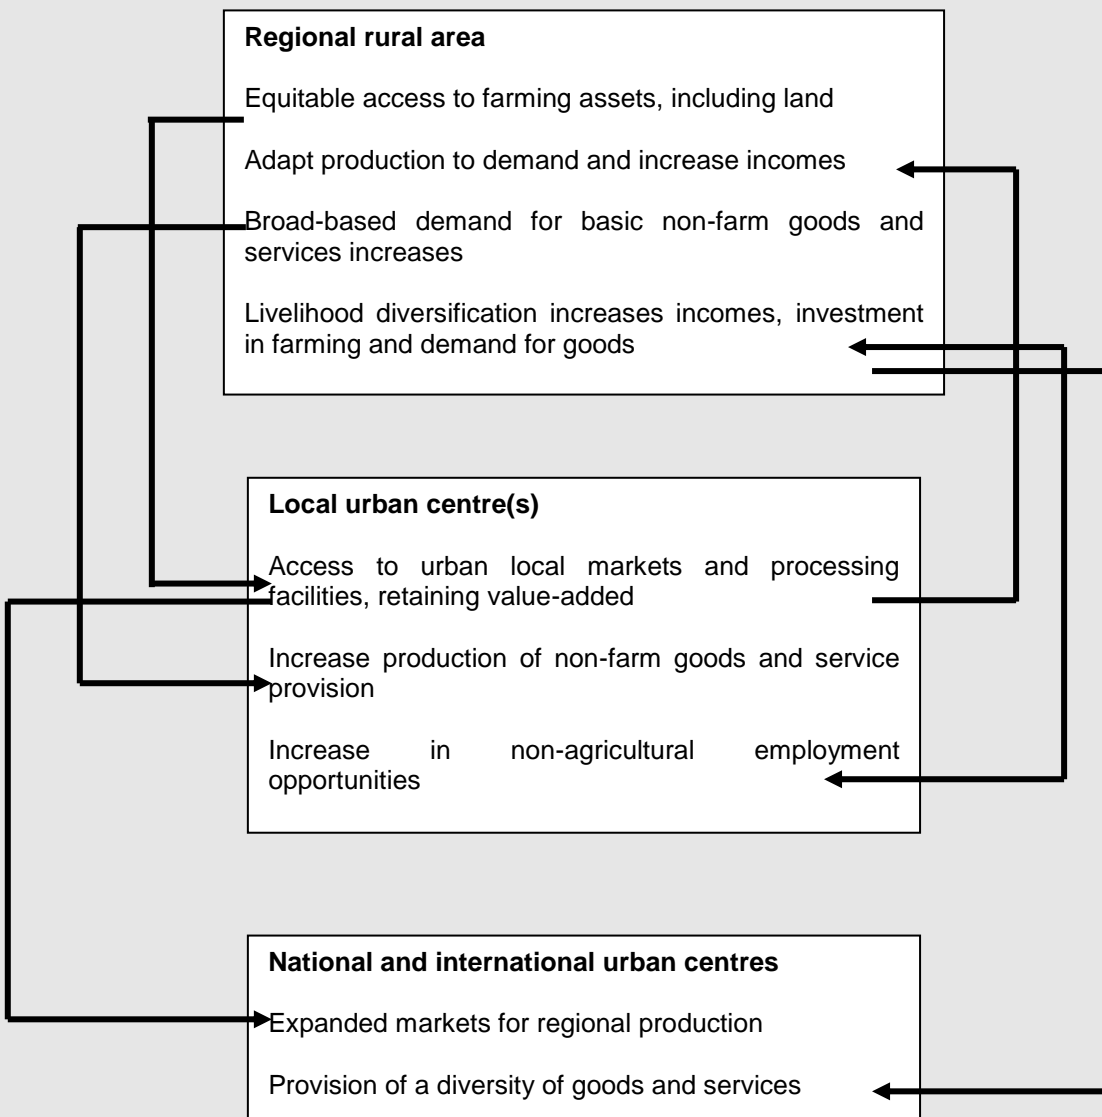 Regional rural area
Equitable access to farming assets, including land
Adapt production to demand and increase incomes
Broad-based demand for basic non-farm goods and
services increases
Livelihood diversification increases incomes, investment
in farming and demand for goods
Local urban centre(s)
Access to urban local markets and processing
facilities, retaining value-added
Increase production of non-farm goods and service
provision
Increase in non-agricultural employment
opportunities
National and international urban centres
Expanded markets for regional production
Provision of a diversity of goods and services